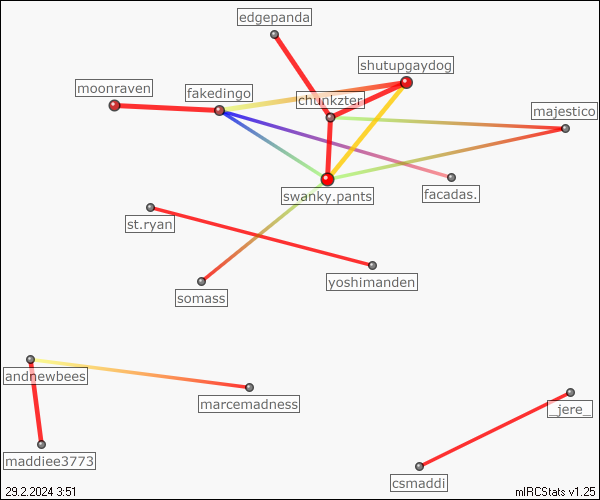 edgepanda
shutupgaydog
moonraven
fakedingo
chunkzter
majestico
facadas.
swanky.pants
st.ryan
yoshimanden
somass
andnewbees
marcemadness
_jere_
maddiee3773
csmaddi
29.2.2024 3:51
mIRCStats v1.25